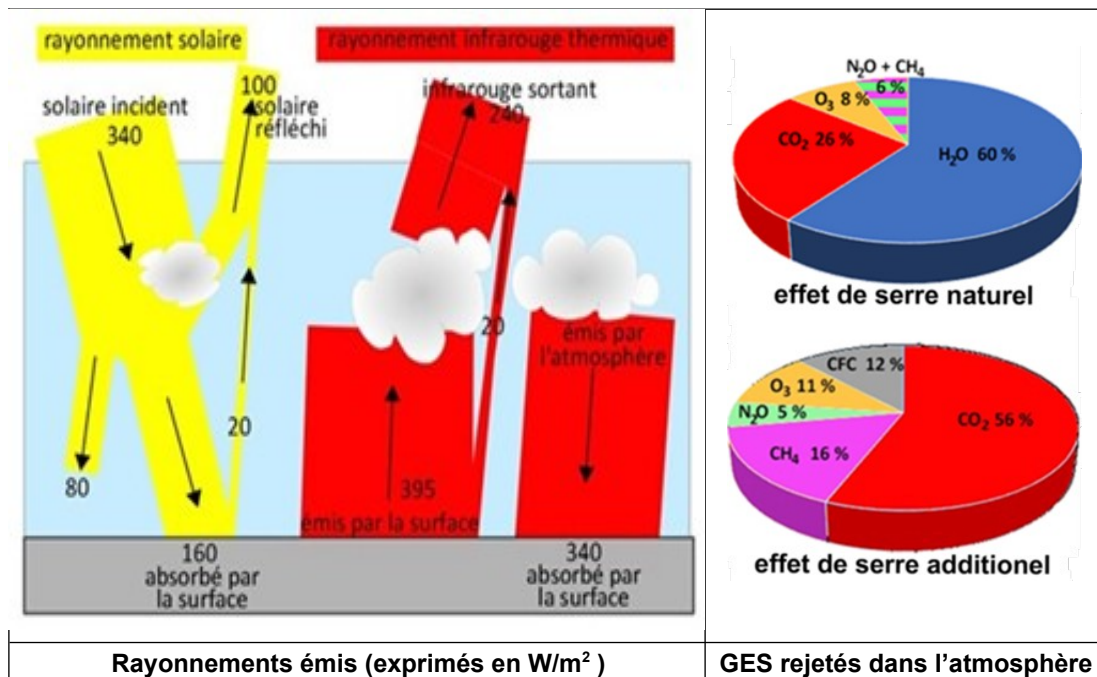 rayonnement solaire
rayonnement infrarouge thermique
solaire incident
340
100
solaire
réfléchi
infrarouge sortant
240
80
20
20
395
émis par la surface
émis par
l'atmosphère
160
absorbé par
la surface
340
absorbé par
la surface
N₂O + CH₄
6 %
O₃ 8 %
CO₂ 26 %
H₂O 60 %
effet de serre naturel
CFC 12 %
O₃ 11 %
N₂O 5 %
CH₄ 16 %
CO₂ 56 %
effet de serre additionel
Rayonnements émis (exprimés en W/m² )
GES rejetés dans l'atmosphère